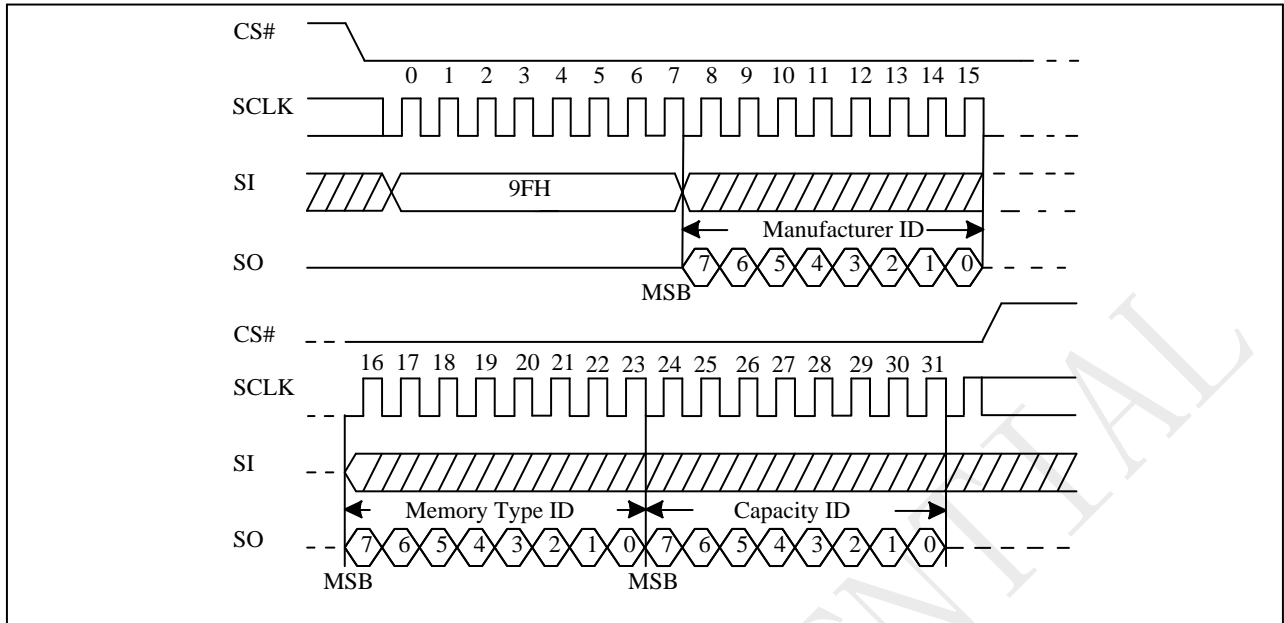 CS#
0 1 2 3 4 5 6 7 8 9 10 11 12 13 14 15
SCLK
SI 9FH
Manufacturer ID
SO 7 6 5 4 3 2 1 0
MSB
CS#
16 17 18 19 20 21 22 23 24 25 26 27 28 29 30 31
SCLK
SI
Memory Type ID Capacity ID
SO 7 6 5 4 3 2 1 0 7 6 5 4 3 2 1 0
MSB MSB
NTIAL